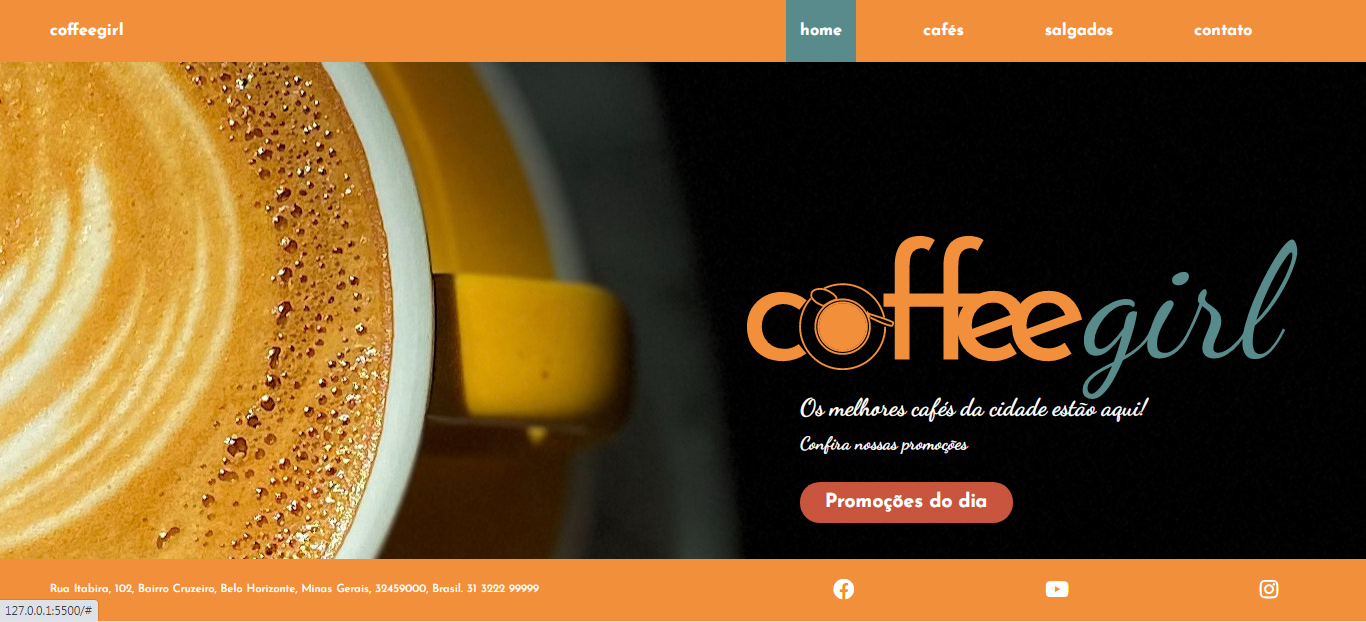 coffeegirl
home cafés salgados contato
coffeegirl
Os melhores cafés da cidade estão aqui!
Confira nossas promoções
Promoções do dia
Rua Itabira, 102, Bairro Cruzeiro, Belo Horizonte, Minas Gerais, 32459000, Brasil. 31 3222 99999
127.0.0.1:5500/#